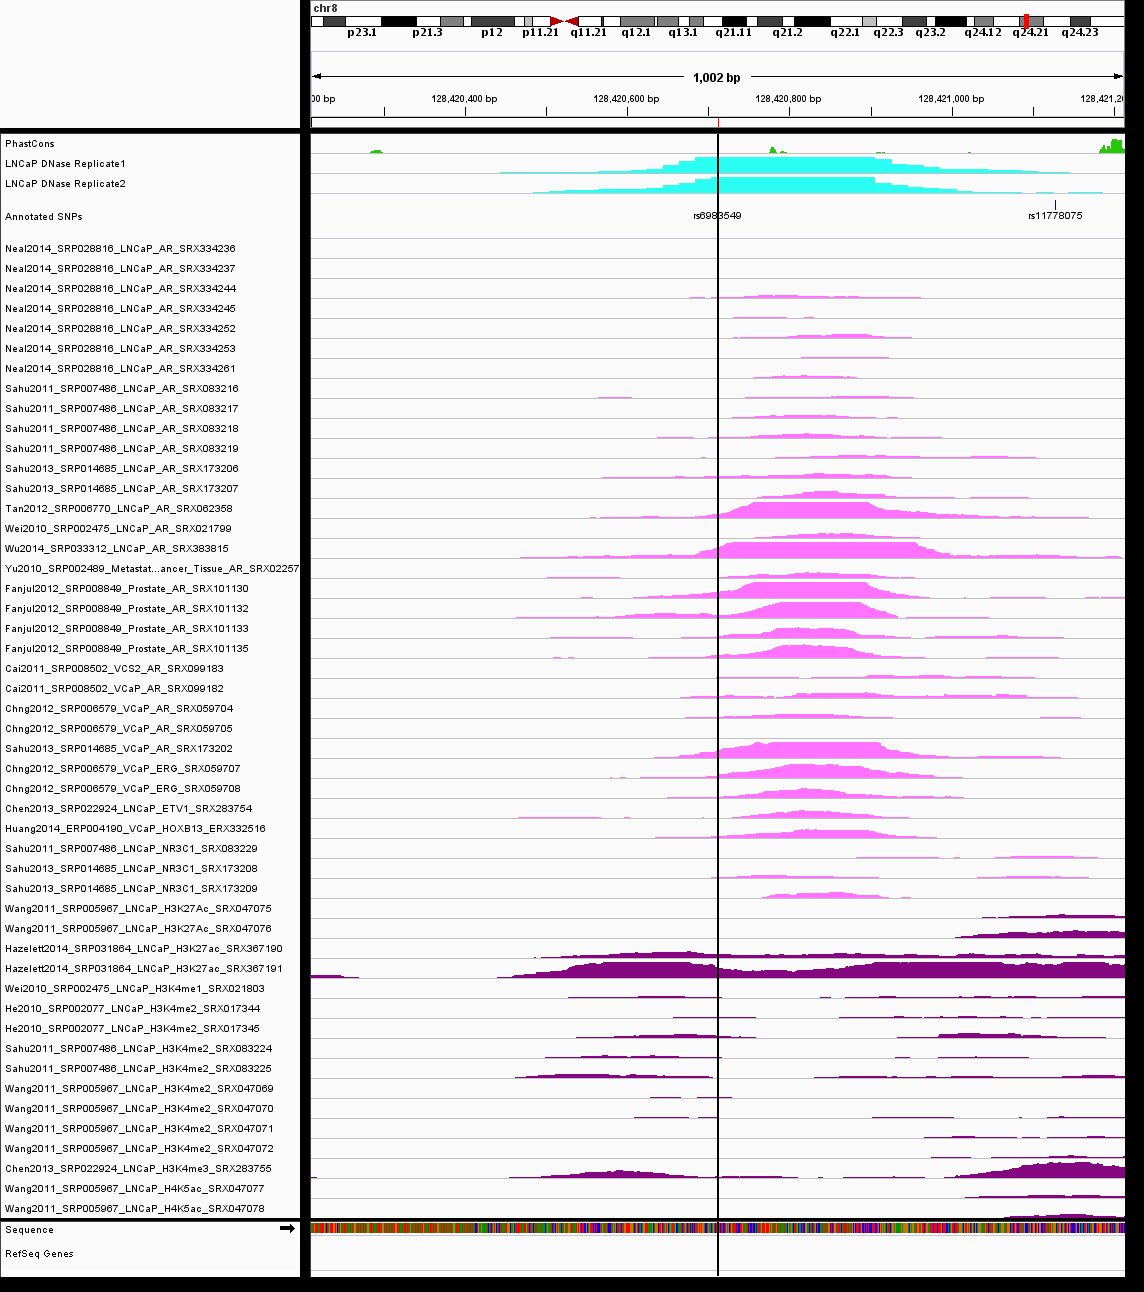 chr8
p23.1 p21.3 p12 p11.21 q11.21 q12.1 q13.1 q21.11 q21.2 q22.1 q22.3 q23.2 q24.12 q24.21 q24.23
1,002 bp
00 bp 128,420,400 bp 128,420,600 bp 128,420,800 bp 128,421,000 bp 128,421,20
PhastCons
LNCaP DNase Replicate1
LNCaP DNase Replicate2
Annotated SNPs rs6983549 rs11778075
Neal2014_SRP028816_LNCaP_AR_SRX334236
Neal2014_SRP028816_LNCaP_AR_SRX334237
Neal2014_SRP028816_LNCaP_AR_SRX334244
Neal2014_SRP028816_LNCaP_AR_SRX334245
Neal2014_SRP028816_LNCaP_AR_SRX334252
Neal2014_SRP028816_LNCaP_AR_SRX334253
Neal2014_SRP028816_LNCaP_AR_SRX334261
Sahu2011_SRP007486_LNCaP_AR_SRX083216
Sahu2011_SRP007486_LNCaP_AR_SRX083217
Sahu2011_SRP007486_LNCaP_AR_SRX083218
Sahu2011_SRP007486_LNCaP_AR_SRX083219
Sahu2013_SRP014685_LNCaP_AR_SRX173206
Sahu2013_SRP014685_LNCaP_AR_SRX173207
Tan2012_SRP006770_LNCaP_AR_SRX062358
Wei2010_SRP002475_LNCaP_AR_SRX021799
Wu2014_SRP033312_LNCaP_AR_SRX383815
Yu2010_SRP002489_Metastat...ancer_Tissue_AR_SRX02257
Fanjul2012_SRP008849_Prostate_AR_SRX101130
Fanjul2012_SRP008849_Prostate_AR_SRX101132
Fanjul2012_SRP008849_Prostate_AR_SRX101133
Fanjul2012_SRP008849_Prostate_AR_SRX101135
Cai2011_SRP008502_VCS2_AR_SRX099183
Cai2011_SRP008502_VCaP_AR_SRX099182
Chng2012_SRP006579_VCaP_AR_SRX059704
Chng2012_SRP006579_VCaP_AR_SRX059705
Sahu2013_SRP014685_VCaP_AR_SRX173202
Chng2012_SRP006579_VCaP_ERG_SRX059707
Chng2012_SRP006579_VCaP_ERG_SRX059708
Chen2013_SRP022924_LNCaP_ETV1_SRX283754
Huang2014_ERP004190_VCaP_HOXB13_ERX332516
Sahu2011_SRP007486_LNCaP_NR3C1_SRX083229
Sahu2013_SRP014685_LNCaP_NR3C1_SRX173208
Sahu2013_SRP014685_LNCaP_NR3C1_SRX173209
Wang2011_SRP005967_LNCaP_H3K27Ac_SRX047075
Wang2011_SRP005967_LNCaP_H3K27Ac_SRX047076
Hazelett2014_SRP031864_LNCaP_H3K27ac_SRX367190
Hazelett2014_SRP031864_LNCaP_H3K27ac_SRX367191
Wei2010_SRP002475_LNCaP_H3K4me1_SRX021803
He2010_SRP002077_LNCaP_H3K4me2_SRX017344
He2010_SRP002077_LNCaP_H3K4me2_SRX017345
Sahu2011_SRP007486_LNCaP_H3K4me2_SRX083224
Sahu2011_SRP007486_LNCaP_H3K4me2_SRX083225
Wang2011_SRP005967_LNCaP_H3K4me2_SRX047069
Wang2011_SRP005967_LNCaP_H3K4me2_SRX047070
Wang2011_SRP005967_LNCaP_H3K4me2_SRX047071
Wang2011_SRP005967_LNCaP_H3K4me2_SRX047072
Chen2013_SRP022924_LNCaP_H3K4me3_SRX283755
Wang2011_SRP005967_LNCaP_H4K5ac_SRX047077
Wang2011_SRP005967_LNCaP_H4K5ac_SRX047078
Sequence
RefSeq Genes